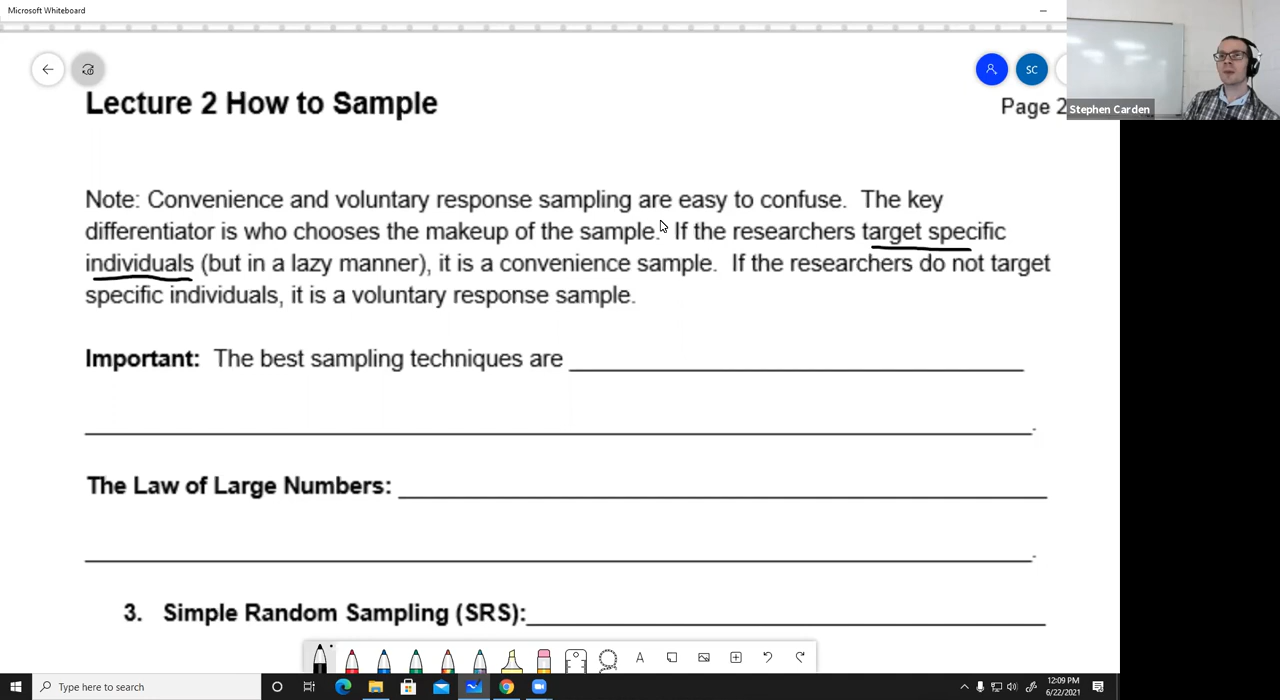 Microsoft Whiteboard
SC
Stephen Carden
Lecture 2 How to Sample
Page 2
Note: Convenience and voluntary response sampling are easy to confuse. The key
differentiator is who chooses the makeup of the sample. If the researchers target specific
individuals (but in a lazy manner), it is a convenience sample. If the researchers do not target
specific individuals, it is a voluntary response sample.
Important: The best sampling techniques are
The Law of Large Numbers:
3. Simple Random Sampling (SRS):
A
Type here to search
12:09 PM
6/22/2021